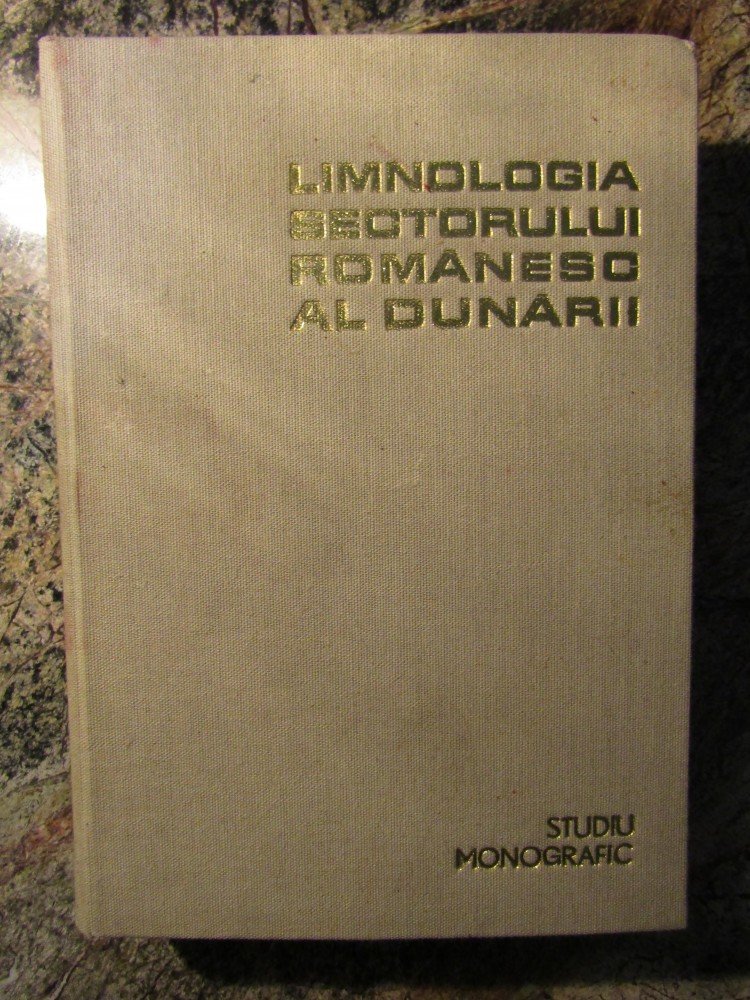 LIMNOLOGIA
SECTORULUI
ROMÂNESC
AL DUNĂRII
STUDIU
MONOGRAFIC